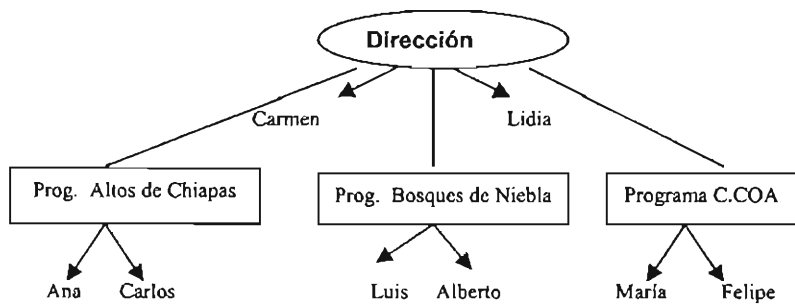 Dirección
Carmen Lidia
Prog. Altos de Chiapas Prog. Bosques de Niebla Programa C.COA
Ana Carlos Luis Alberto María Felipe